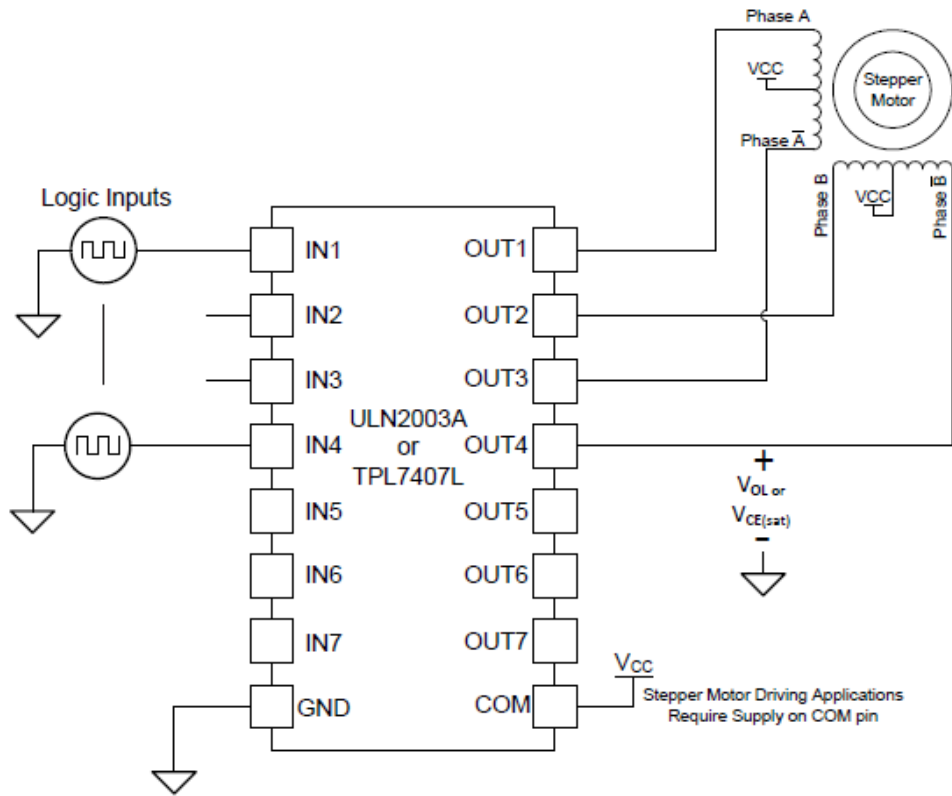 Phase A
VCC
Stepper
Motor
Phase A̅
Phase B
VCC
Phase B̅
Logic Inputs
IN1
OUT1
IN2
OUT2
IN3
OUT3
ULN2003A
or
TPL7407L
IN4
OUT4
+
VOL or
VCE(sat)
–
IN5
OUT5
IN6
OUT6
IN7
OUT7
GND
COM
VCC
Stepper Motor Driving Applications
Require Supply on COM pin